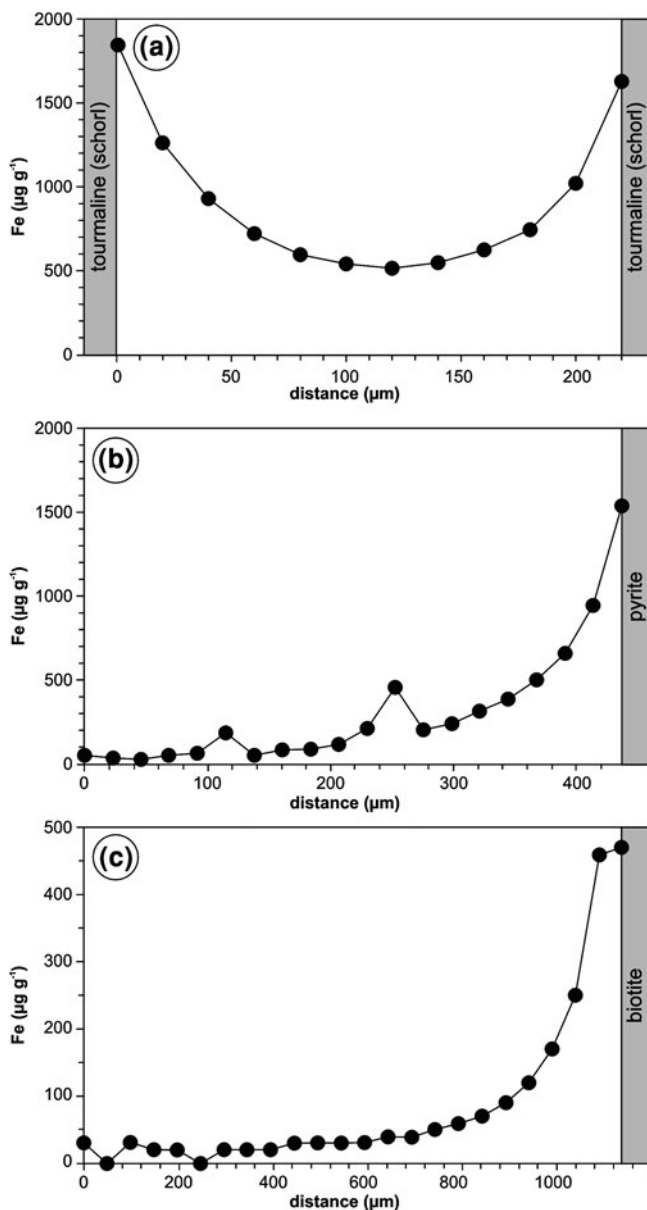 (a)
2000
1500
1000
500
0
Fe (µg g⁻¹)
tourmaline (schorl)
tourmaline (schorl)
0 50 100 150 200
distance (µm)
(b)
2000
1500
1000
500
0
Fe (µg g⁻¹)
pyrite
0 100 200 300 400
distance (µm)
(c)
500
400
300
200
100
0
Fe (µg g⁻¹)
biotite
0 200 400 600 800 1000
distance (µm)